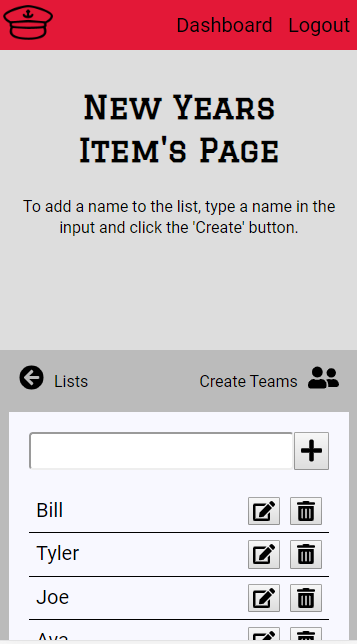 Dashboard Logout
New Years
Item's Page
To add a name to the list, type a name in the
input and click the 'Create' button.
Lists Create Teams
Bill
Tyler
Joe
Ava